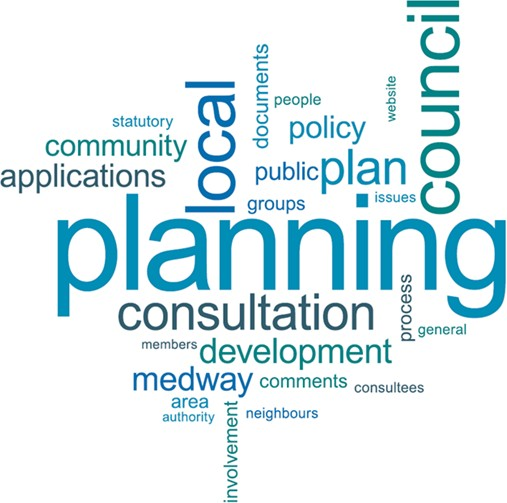 council
website
documents
people
local
statutory
policy
community
public
plan
applications
issues
groups
planning
consultation
process
general
members
development
medway
comments
consultees
area
authority
neighbours
involvement